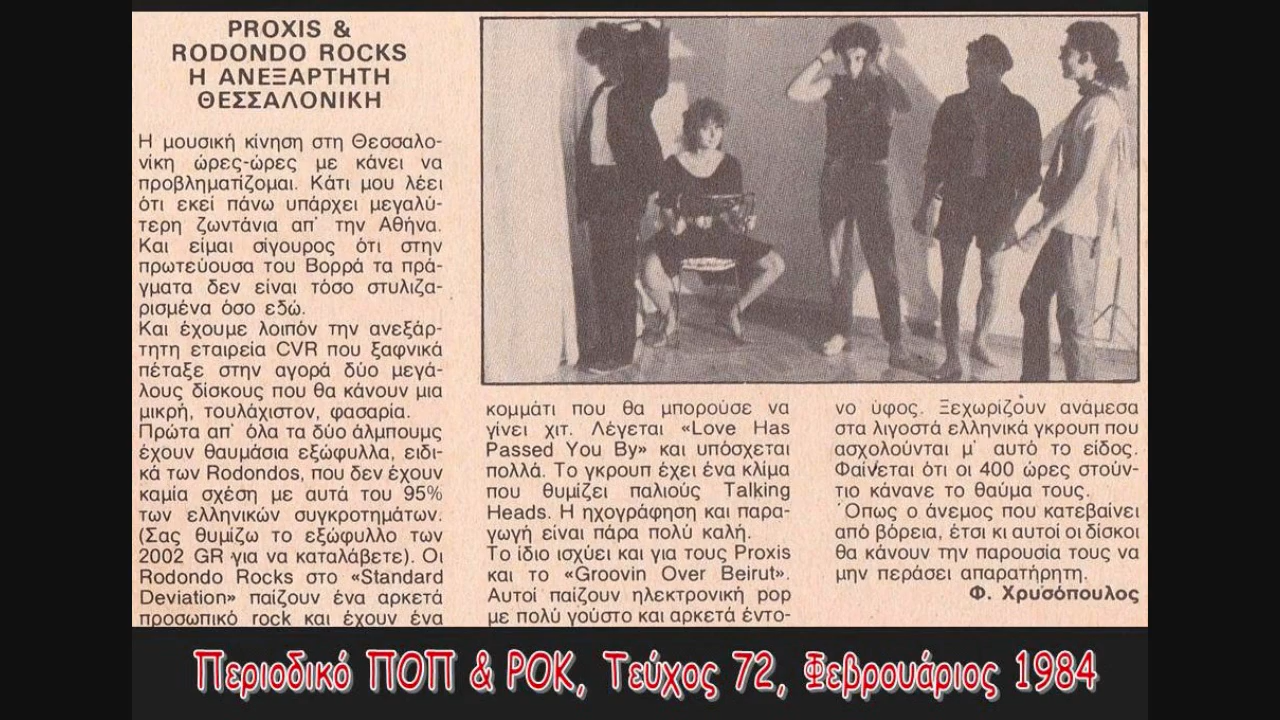 PROXIS &
RODONDO ROCKS
Η ΑΝΕΞΑΡΤΗΤΗ
ΘΕΣΣΑΛΟΝΙΚΗ
Η μουσική κίνηση στη Θεσσαλο-
νίκη ώρες-ώρες με κάνει να
προβληματίζομαι. Κάτι μου λέει
ότι εκεί πάνω υπάρχει μεγαλύ-
τερη ζωντάνια απ' την Αθήνα.
Και είμαι σίγουρος ότι στην
πρωτεύουσα του Βορρά τα πρά-
γματα δεν είναι τόσο στυλιζα-
ρισμένα όσο εδώ.
Και έχουμε λοιπόν την ανεξάρ-
τητη εταιρεία CVR που ξαφνικά
πέταξε στην αγορά δύο μεγά-
λους δίσκους που θα κάνουν μια
μικρή, τουλάχιστον, φασαρία.
Πρώτα απ' όλα τα δύο άλμπουμς
έχουν θαυμάσια εξώφυλλα, ειδι-
κά των Rodondos, που δεν έχουν
καμία σχέση με αυτά του 95%
των ελληνικών συγκροτημάτων.
(Σας θυμίζω το εξώφυλλο των
2002 GR για να καταλάβετε). Οι
Rodondo Rocks στο «Standard
Deviation» παίζουν ένα αρκετά
προσωπικό rock και έχουν ένα
κομμάτι που θα μπορούσε να
γίνει χιτ. Λέγεται «Love Has
Passed You By» και υπόσχεται
πολλά. Το γκρουπ έχει ένα κλίμα
που θυμίζει παλιούς Talking
Heads. Η ηχογράφηση και παρα-
γωγή είναι πάρα πολύ καλή.
Το ίδιο ισχύει και για τους Proxis
και το «Groovin Over Beirut».
Αυτοί παίζουν ηλεκτρονική pop
με πολύ γούστο και αρκετά έντο-
νο ύφος. Ξεχωρίζουν ανάμεσα
στα λιγοστά ελληνικά γκρουπ που
ασχολούνται μ' αυτό το είδος.
Φαίνεται ότι οι 400 ώρες στούν-
τιο κάνανε το θαύμα τους.
Όπως ο άνεμος που κατεβαίνει
από βόρεια, έτσι κι αυτοί οι δίσκοι
θα κάνουν την παρουσία τους να
μην περάσει απαρατήρητη.
Φ. Χρυσόπουλος
Περιοδικό ΠΟΠ & ΡΟΚ, Τεύχος 72, Φεβρουάριος 1984